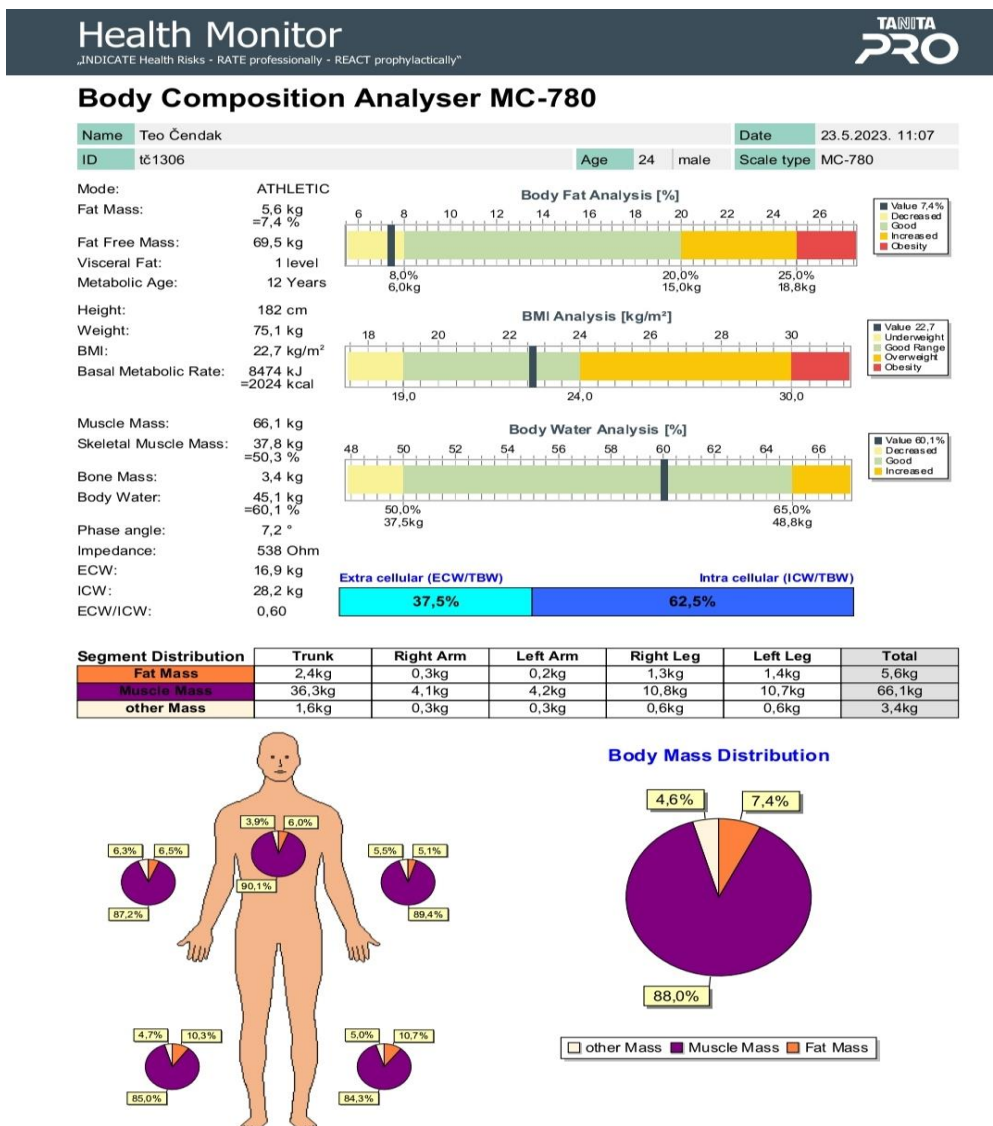 Health Monitor
„INDICATE Health Risks - RATE professionally - REACT prophylactically“
TANITA
PRO
Body Composition Analyser MC-780
Name Teo Čendak Date 23.5.2023. 11:07
ID tč1306 Age 24 male Scale type MC-780
Mode: ATHLETIC
Fat Mass: 5,6 kg
=7,4 %
Fat Free Mass: 69,5 kg
Visceral Fat: 1 level
Metabolic Age: 12 Years
Body Fat Analysis [%]
6 8 10 12 14 16 18 20 22 24 26
8,0% 20,0% 25,0%
6,0kg 15,0kg 18,8kg
Value 7,4%
Decreased
Good
Increased
Obesity
Height: 182 cm
Weight: 75,1 kg
BMI: 22,7 kg/m²
Basal Metabolic Rate: 8474 kJ
=2024 kcal
BMI Analysis [kg/m²]
18 20 22 24 26 28 30
19,0 24,0 30,0
Value 22,7
Underweight
Good Range
Overweight
Obesity
Muscle Mass: 66,1 kg
Skeletal Muscle Mass: 37,8 kg
=50,3 %
Bone Mass: 3,4 kg
Body Water: 45,1 kg
=60,1 %
Phase angle: 7,2 °
Impedance: 538 Ohm
ECW: 16,9 kg
ICW: 28,2 kg
ECW/ICW: 0,60
Body Water Analysis [%]
48 50 52 54 56 58 60 62 64 66
50,0% 65,0%
37,5kg 48,8kg
Value 60,1%
Decreased
Good
Increased
Extra cellular (ECW/TBW) Intra cellular (ICW/TBW)
37,5% 62,5%
Segment Distribution Trunk Right Arm Left Arm Right Leg Left Leg Total
Fat Mass 2,4kg 0,3kg 0,2kg 1,3kg 1,4kg 5,6kg
Muscle Mass 36,3kg 4,1kg 4,2kg 10,8kg 10,7kg 66,1kg
other Mass 1,6kg 0,3kg 0,3kg 0,6kg 0,6kg 3,4kg
3,9% 6,0%
90,1%
6,3% 6,5%
87,2%
5,5% 5,1%
89,4%
4,7% 10,3%
85,0%
5,0% 10,7%
84,3%
Body Mass Distribution
4,6% 7,4%
88,0%
other Mass Muscle Mass Fat Mass